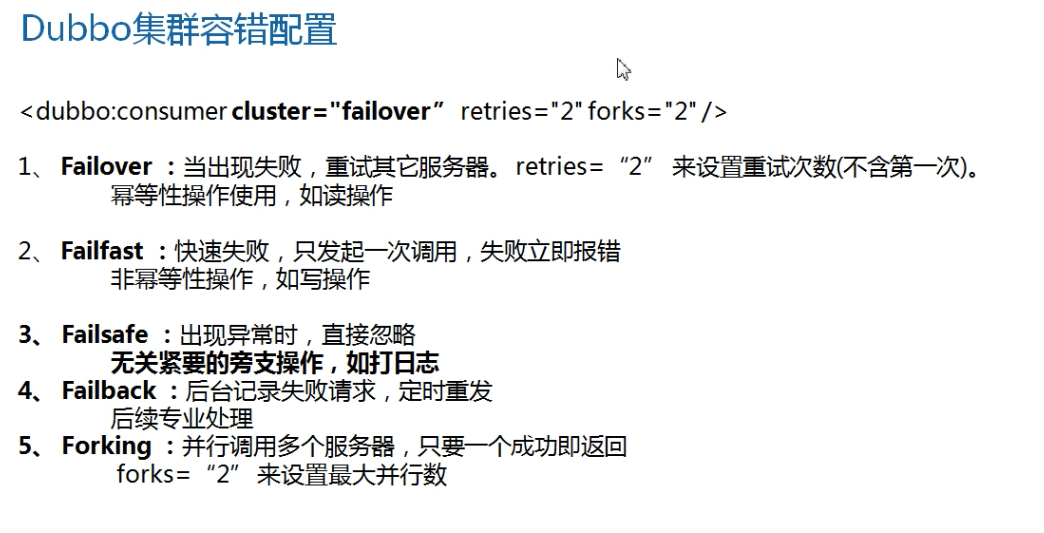 Dubbo集群容错配置
<dubbo:consumer cluster="failover” retries="2" forks="2" />
1、 Failover ：当出现失败，重试其它服务器。retries=“2” 来设置重试次数(不含第一次)。
幂等性操作使用，如读操作
2、 Failfast ：快速失败，只发起一次调用，失败立即报错
非幂等性操作，如写操作
3、 Failsafe ：出现异常时，直接忽略
无关紧要的旁支操作，如打日志
4、 Failback ：后台记录失败请求，定时重发
后续专业处理
5、 Forking ：并行调用多个服务器，只要一个成功即返回
forks=“2” 来设置最大并行数